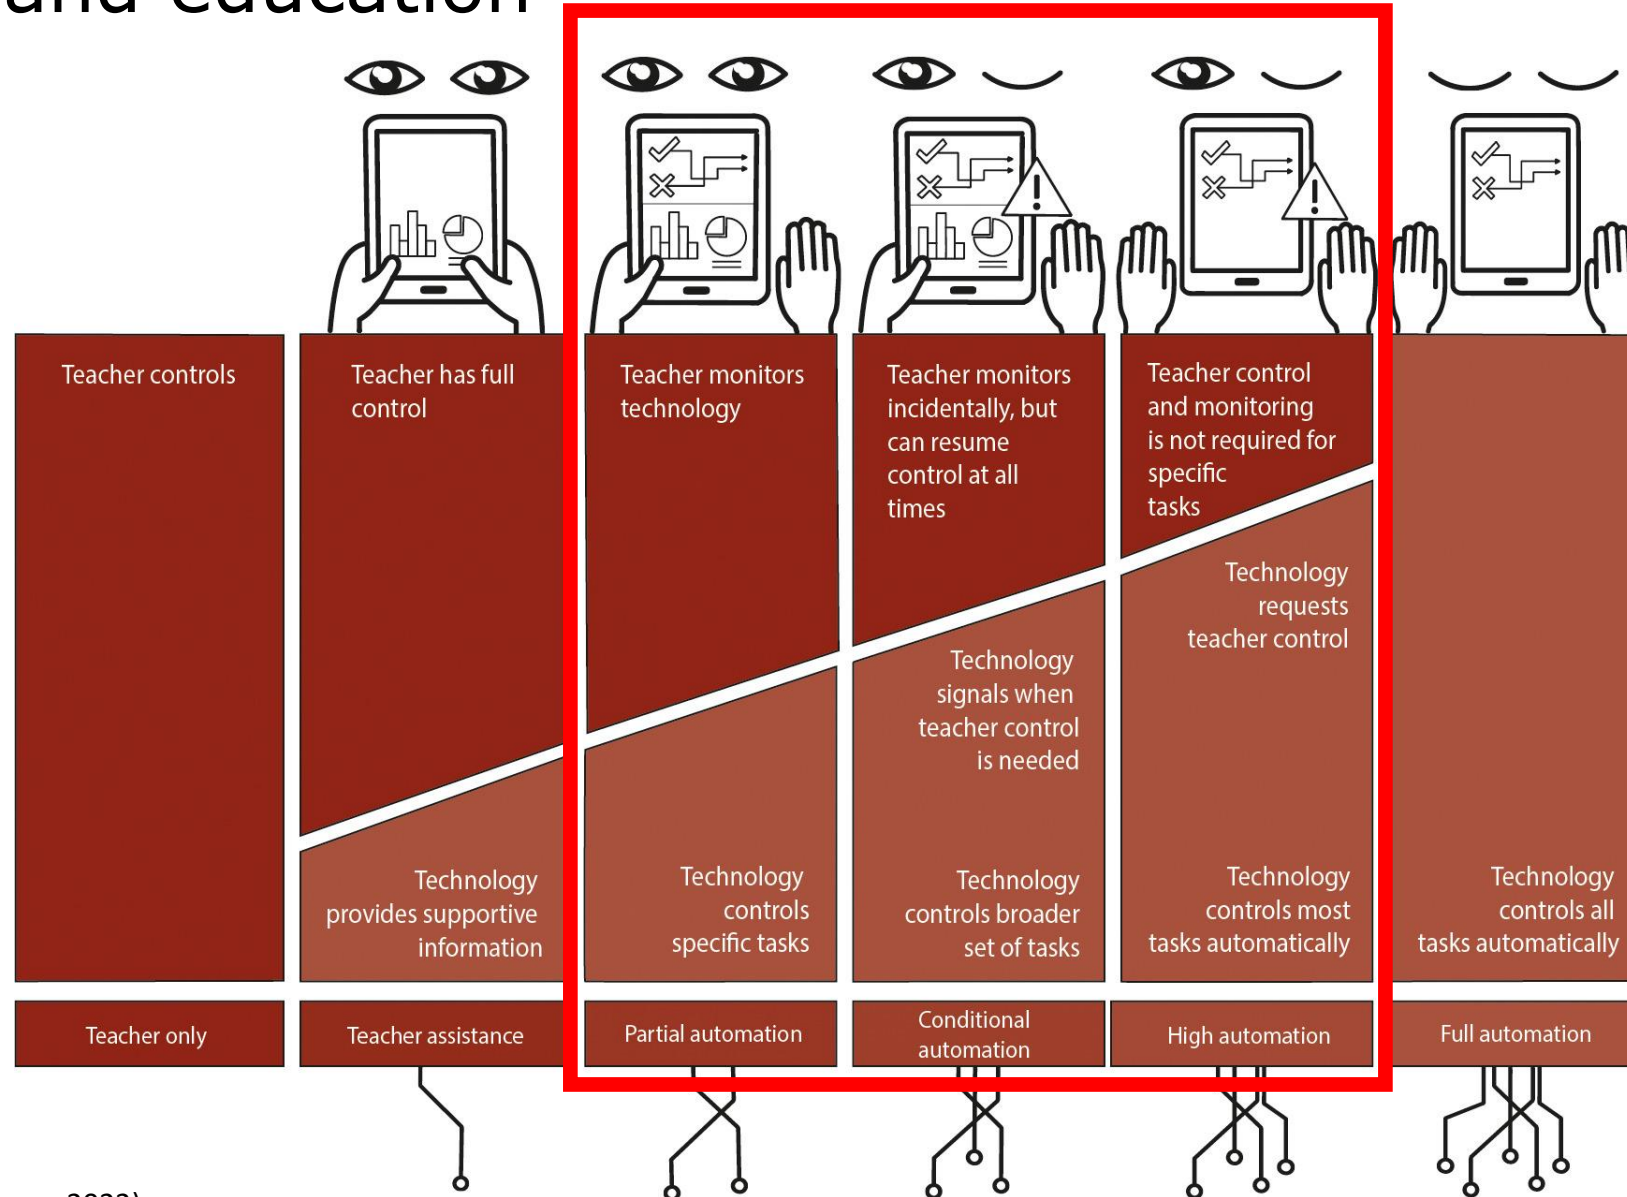 and education
Teacher controls
Teacher has full
control
Teacher monitors
technology
Teacher monitors
incidentally, but
can resume
control at all
times
Teacher control
and monitoring
is not required for
specific
tasks
Technology
requests
teacher control
Technology
signals when
teacher control
is needed
Technology
provides supportive
information
Technology
controls
specific tasks
Technology
controls broader
set of tasks
Technology
controls most
tasks automatically
Technology
controls all
tasks automatically
Teacher only
Teacher assistance
Partial automation
Conditional
automation
High automation
Full automation
2022)